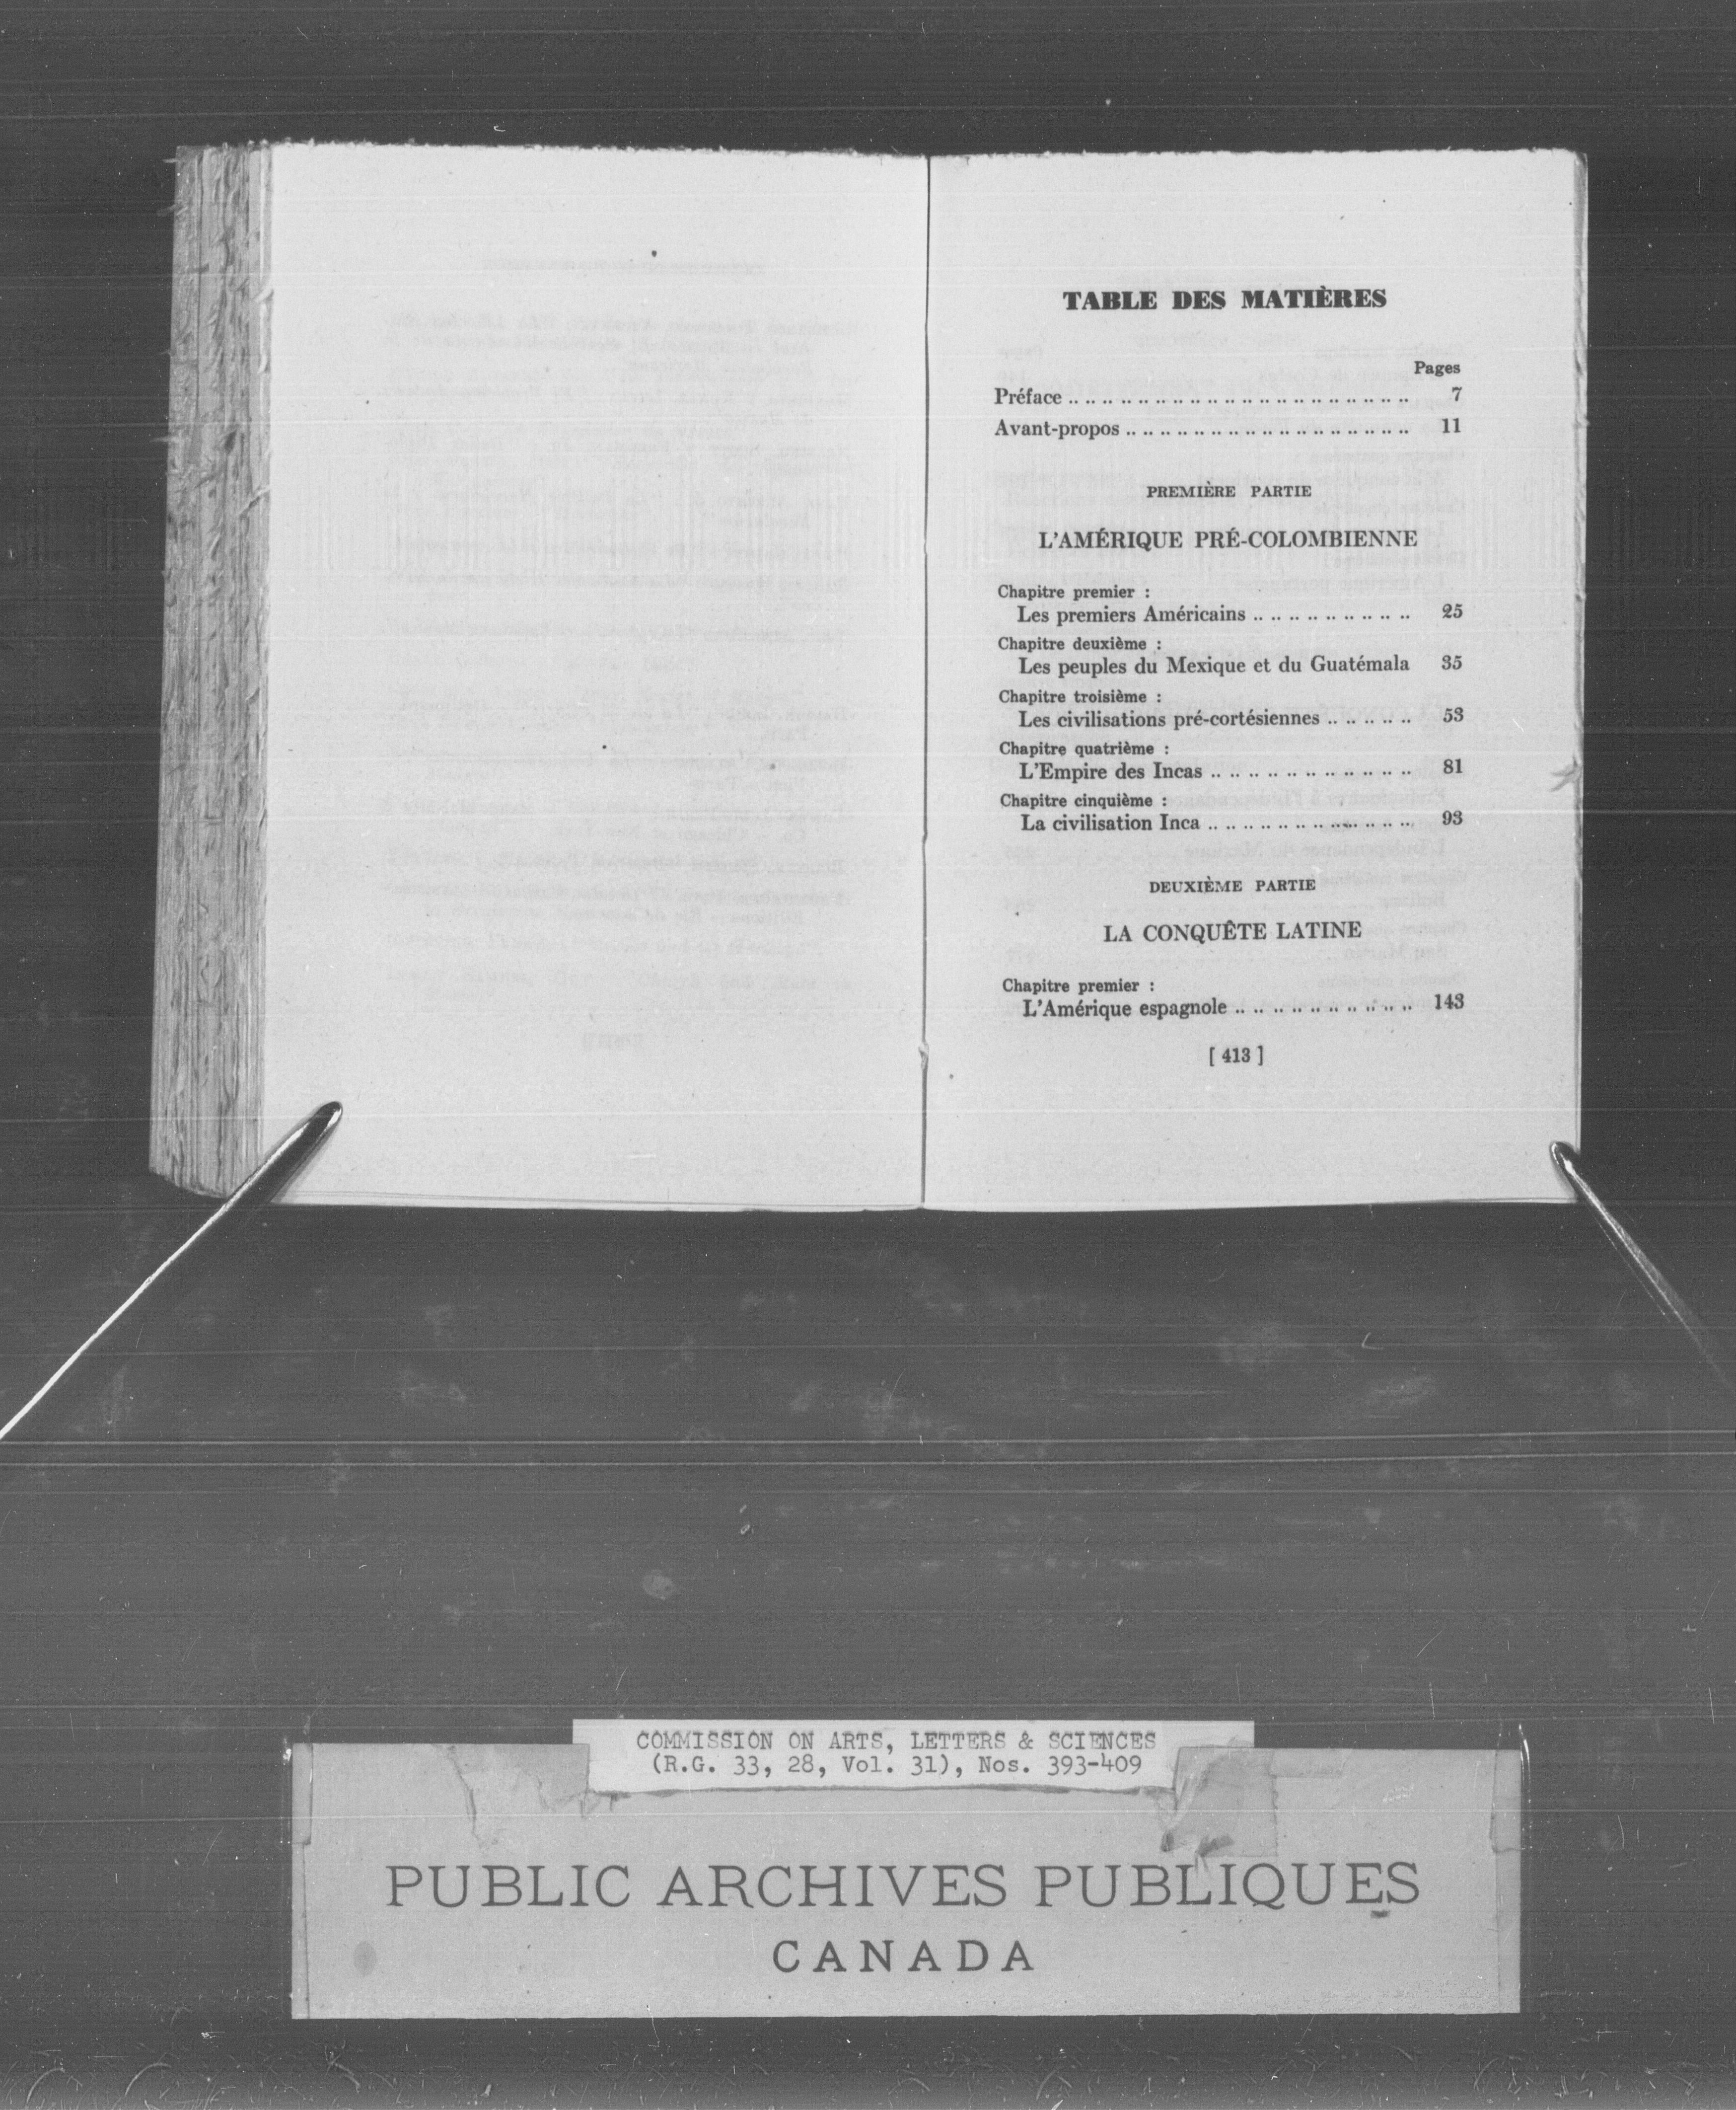 TABLE DES MATIÈRES
Pages
Préface .. .. .. .. .. .. .. .. .. .. .. .. .. .. .. .. .. .. .. .. 7
Avant-propos .. .. .. .. .. .. .. .. .. .. .. .. .. .. .. .. .. 11
PREMIÈRE PARTIE
L'AMÉRIQUE PRÉ-COLOMBIENNE
Chapitre premier :
Les premiers Américains .. .. .. .. .. .. .. .. .. 25
Chapitre deuxième :
Les peuples du Mexique et du Guatémala 35
Chapitre troisième :
Les civilisations pré-cortésiennes .. .. .. .. .. 53
Chapitre quatrième :
L'Empire des Incas .. .. .. .. .. .. .. .. .. .. .. .. 81
Chapitre cinquième :
La civilisation Inca .. .. .. .. .. .. .. .. .. .. .. .. 93
DEUXIÈME PARTIE
LA CONQUÊTE LATINE
Chapitre premier :
L'Amérique espagnole .. .. .. .. .. .. .. .. .. .. 143
[ 413 ]
COMMISSION ON ARTS, LETTERS & SCIENCES
(R.G. 33, 28, Vol. 31), Nos. 393-409
PUBLIC ARCHIVES PUBLIQUES
CANADA